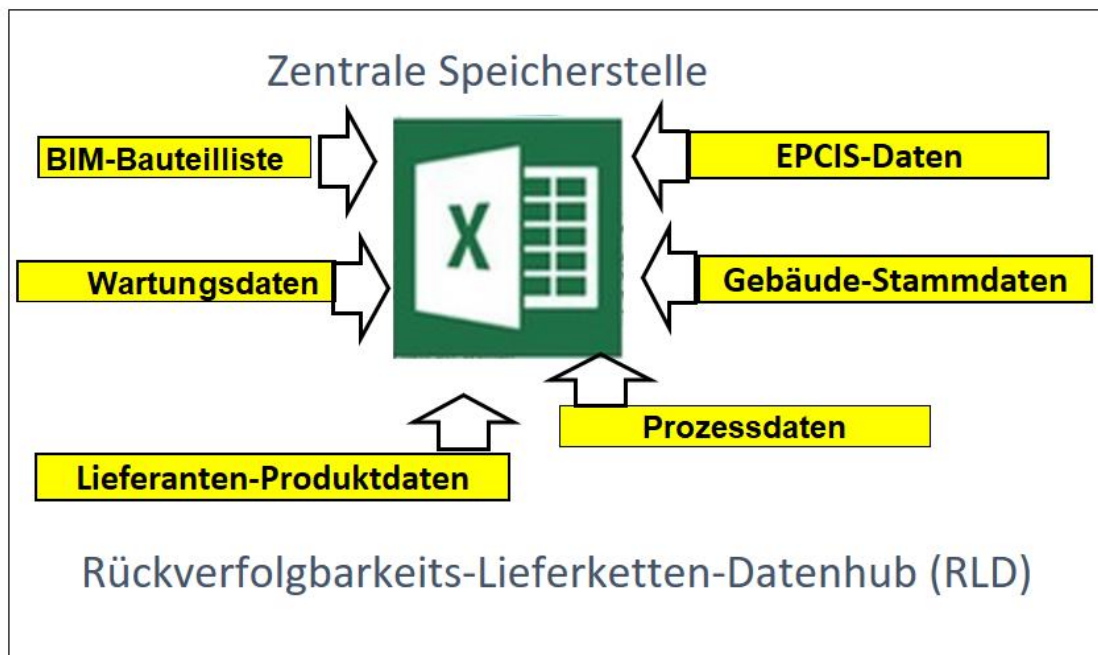 Zentrale Speicherstelle
BIM-Bauteilliste
EPCIS-Daten
X
Wartungsdaten
Gebäude-Stammdaten
Prozessdaten
Lieferanten-Produktdaten
Rückverfolgbarkeits-Lieferketten-Datenhub (RLD)